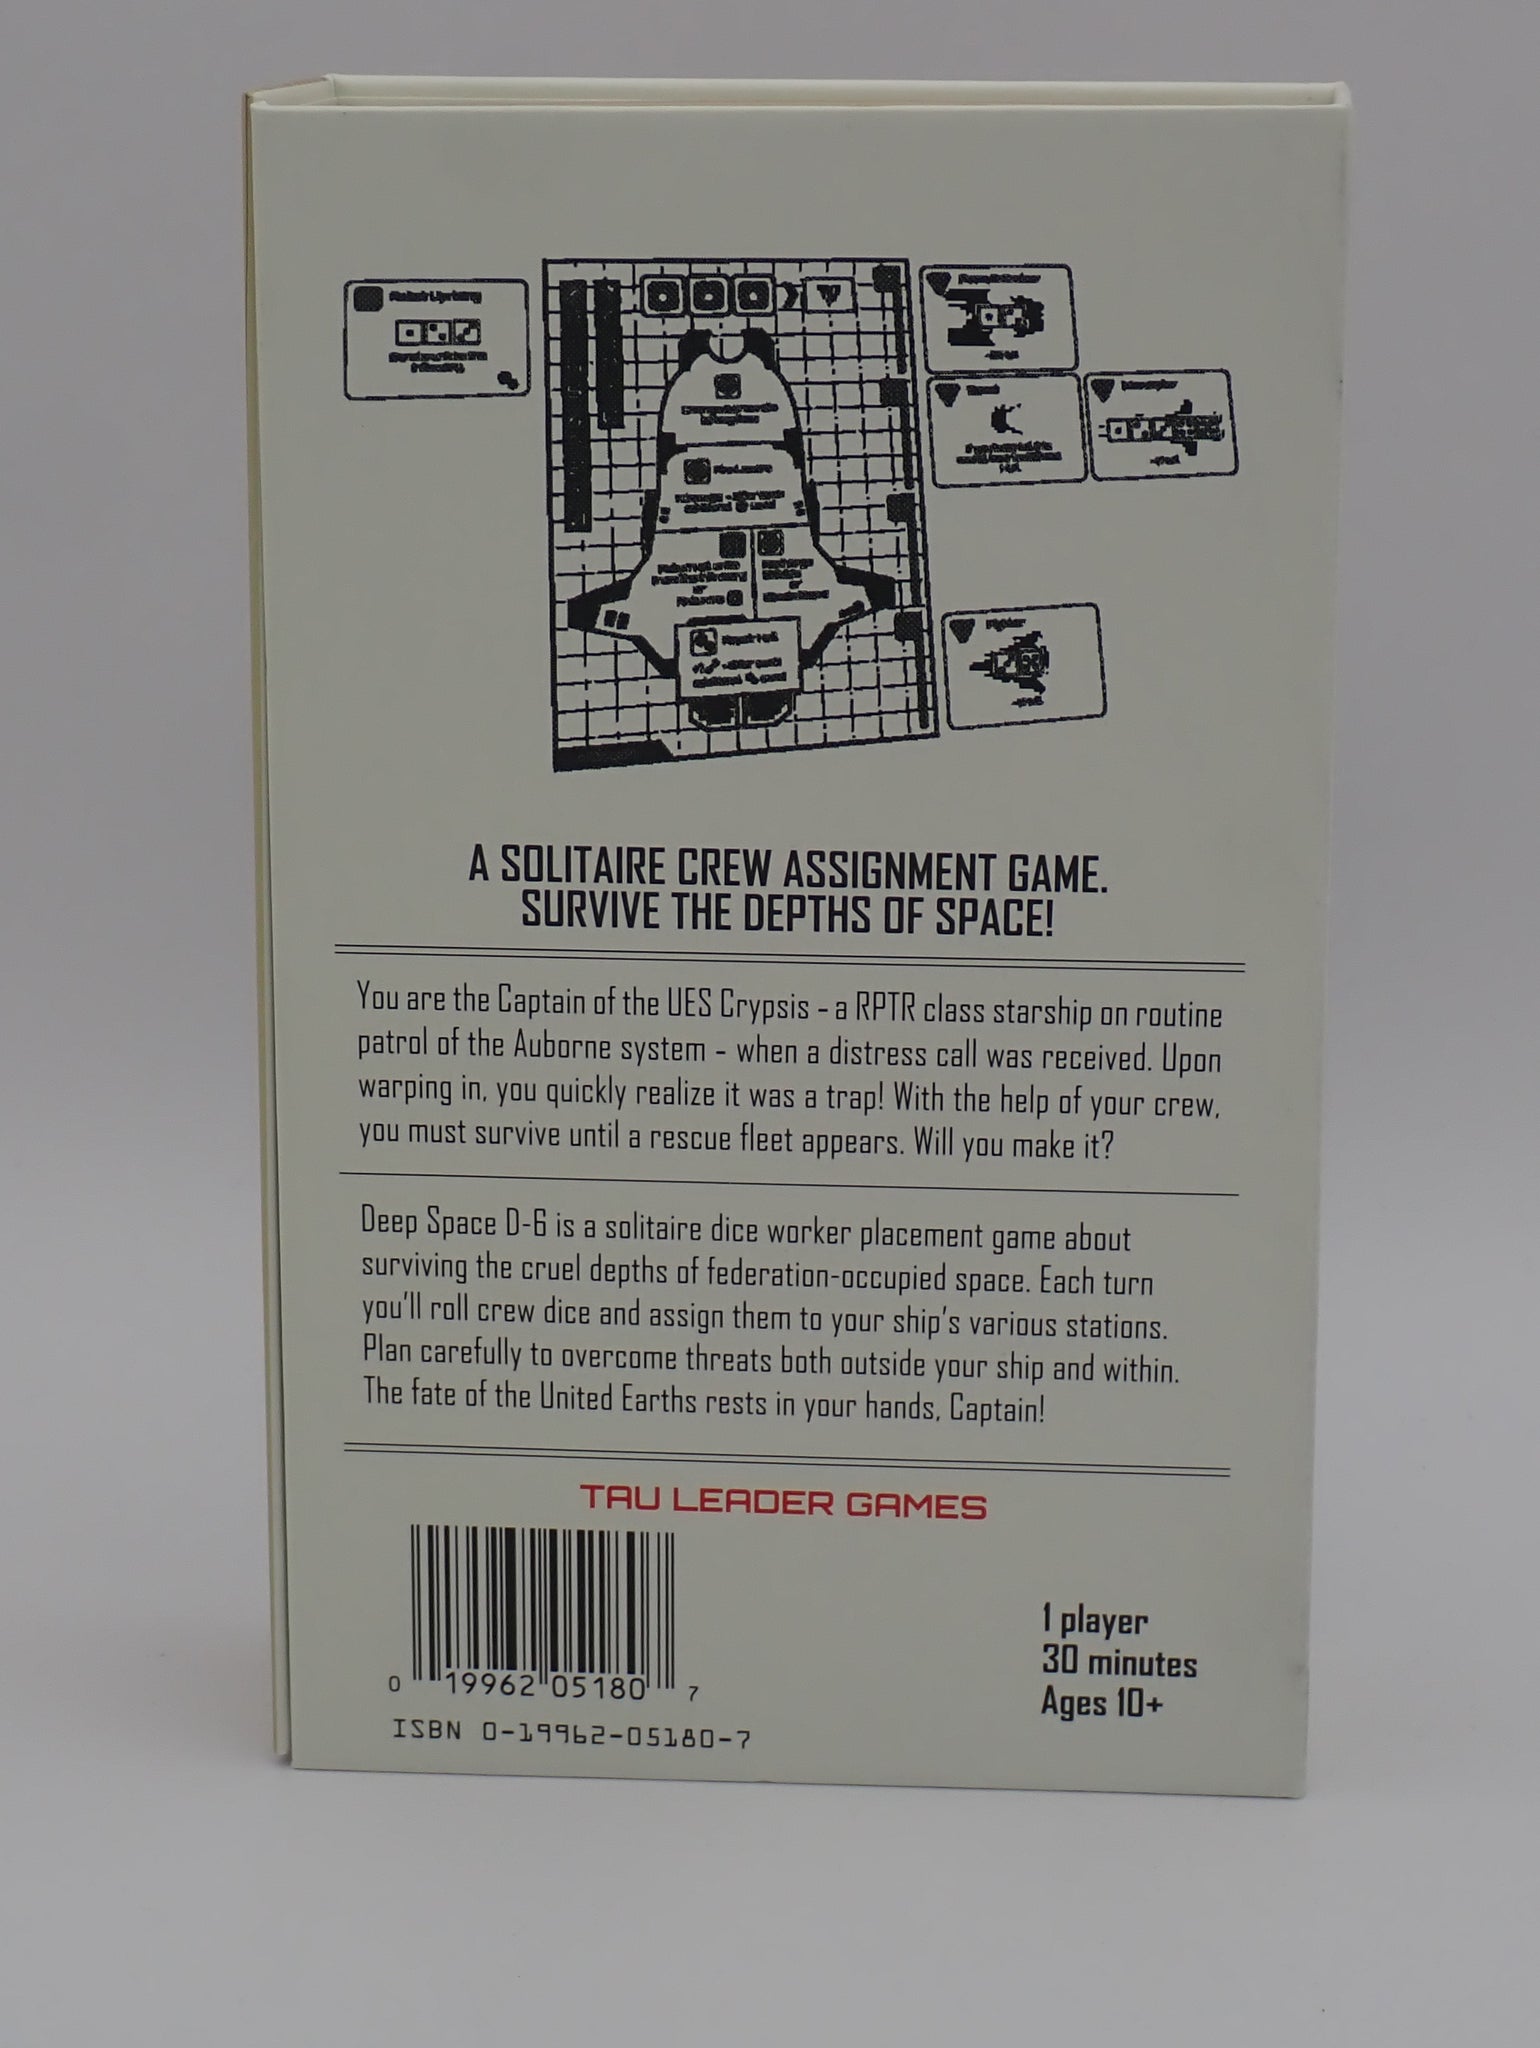 Fighter
A SOLITAIRE CREW ASSIGNMENT GAME.
SURVIVE THE DEPTHS OF SPACE!
You are the Captain of the UES Crypsis - a RPTR class starship on routine
patrol of the Auborne system - when a distress call was received. Upon
warping in, you quickly realize it was a trap! With the help of your crew,
you must survive until a rescue fleet appears. Will you make it?
Deep Space D-6 is a solitaire dice worker placement game about
surviving the cruel depths of federation-occupied space. Each turn
you'll roll crew dice and assign them to your ship's various stations.
Plan carefully to overcome threats both outside your ship and within.
The fate of the United Earths rests in your hands, Captain!
TAU LEADER GAMES
0 19962 05180 7
ISBN 0-19962-05180-7
1 player
30 minutes
Ages 10+